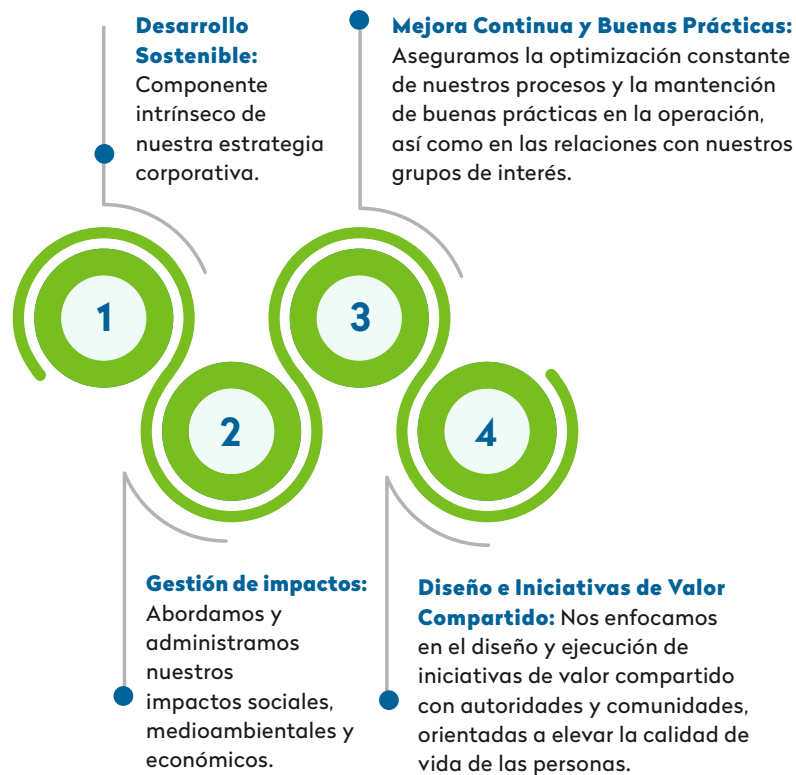 Desarrollo
Sostenible:
Componente
intrínseco de
nuestra estrategia
corporativa.
Mejora Continua y Buenas Prácticas:
Aseguramos la optimización constante
de nuestros procesos y la mantención
de buenas prácticas en la operación,
así como en las relaciones con nuestros
grupos de interés.
1
3
2
4
Gestión de impactos:
Abordamos y
administramos
nuestros
impactos sociales,
medioambientales y
económicos.
Diseño e Iniciativas de Valor
Compartido: Nos enfocamos
en el diseño y ejecución de
iniciativas de valor compartido
con autoridades y comunidades,
orientadas a elevar la calidad de
vida de las personas.